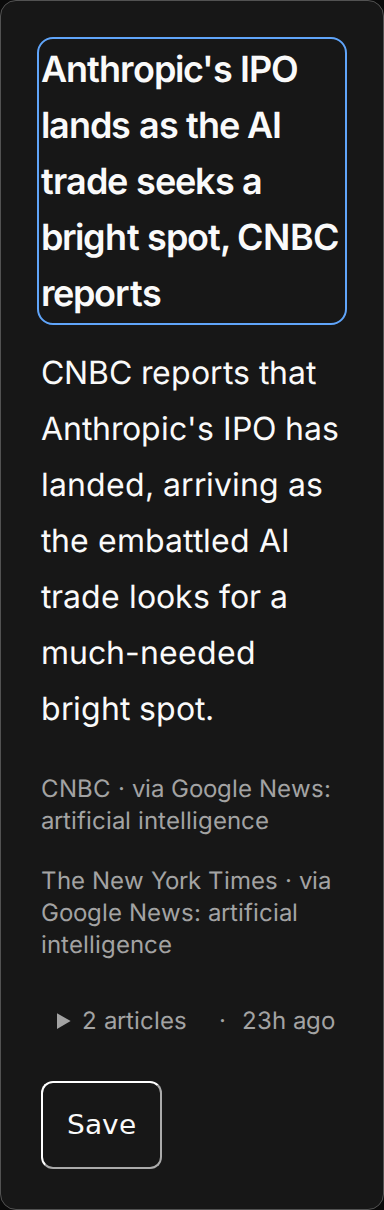 Anthropic's IPO
lands as the AI
trade seeks a
bright spot, CNBC
reports
CNBC reports that
Anthropic's IPO has
landed, arriving as
the embattled AI
trade looks for a
much-needed
bright spot.
CNBC · via Google News:
artificial intelligence
The New York Times · via
Google News: artificial
intelligence
▶ 2 articles · 23h ago
Save